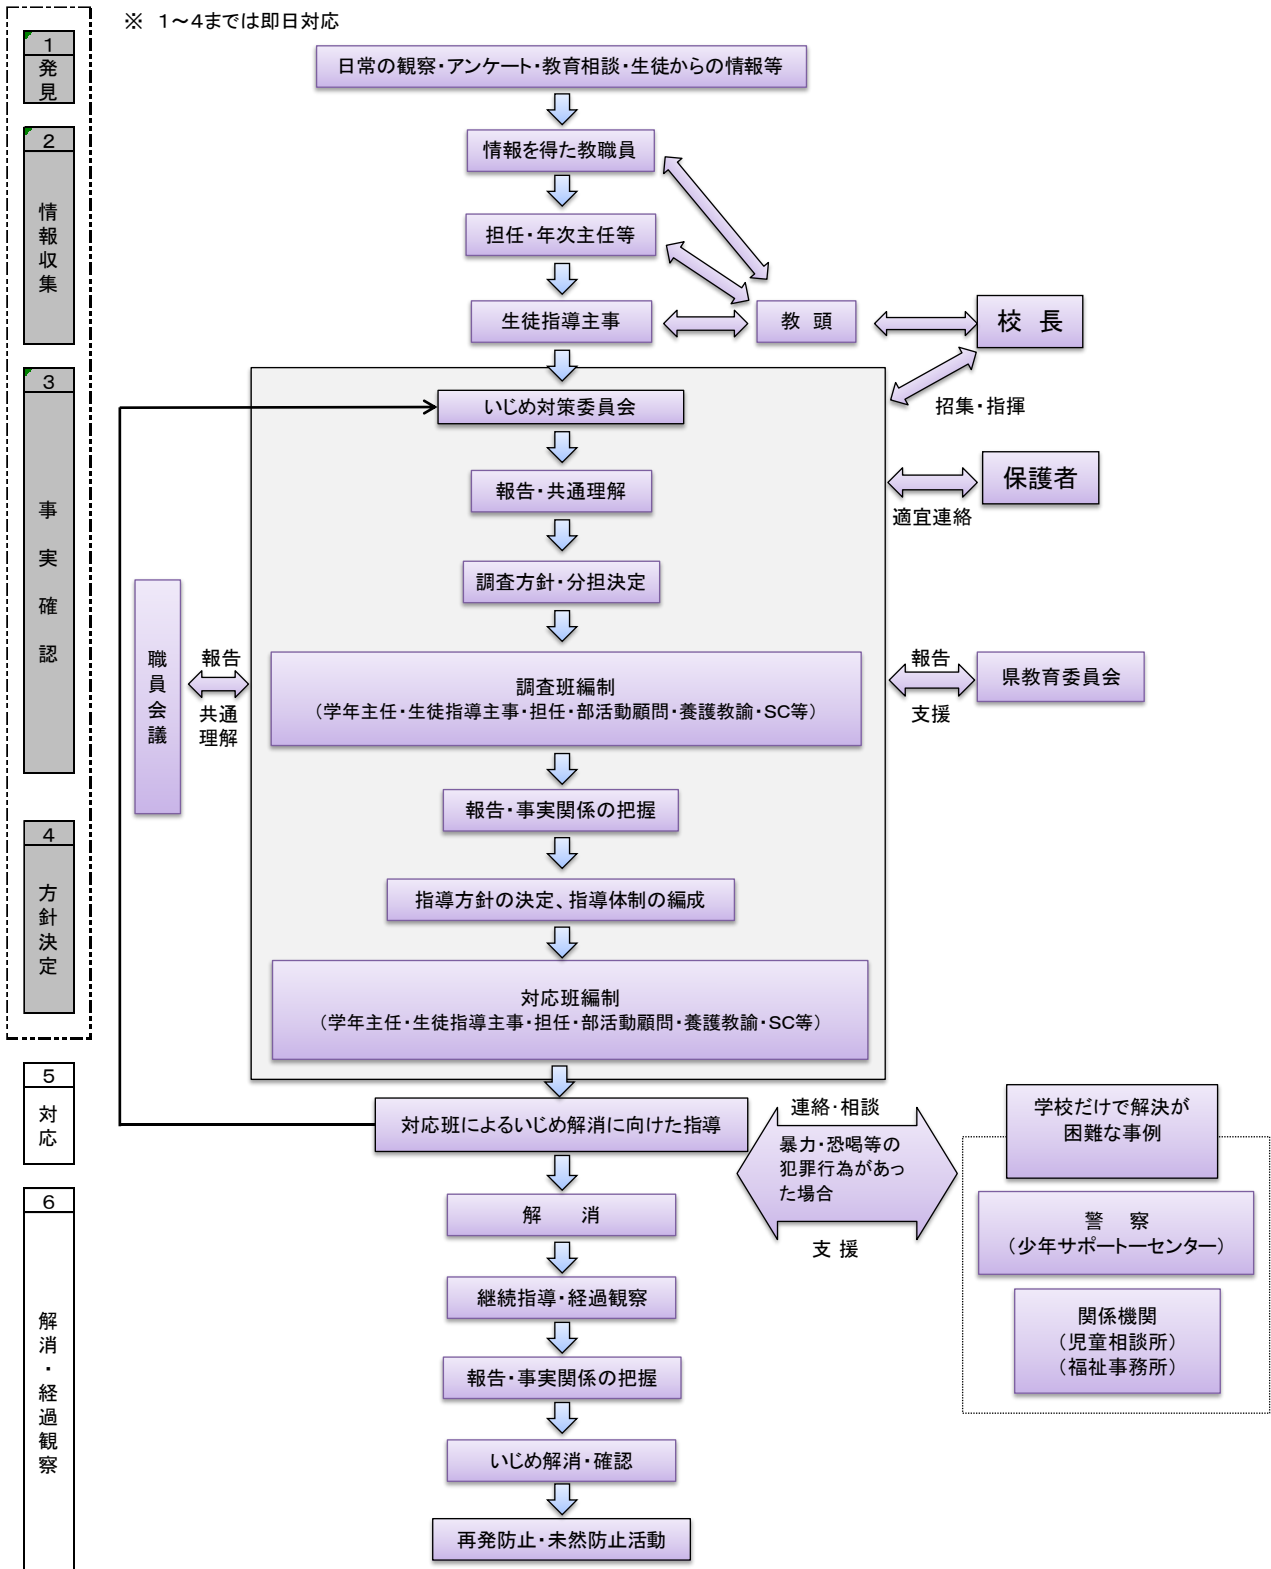 ※ 1～4までは即日対応
1
発見
日常の観察・アンケート・教育相談・生徒からの情報等
2
情報収集
情報を得た教職員
担任・年次主任等
生徒指導主事
教 頭
校 長
招集・指揮
3
事実確認
いじめ対策委員会
報告・共通理解
保護者
適宜連絡
調査方針・分担決定
職員会議
報告
共通
理解
調査班編制
（学年主任・生徒指導主事・担任・部活動顧問・養護教諭・SC等）
報告
支援
県教育委員会
報告・事実関係の把握
4
方針決定
指導方針の決定、指導体制の編成
対応班編制
（学年主任・生徒指導主事・担任・部活動顧問・養護教諭・SC等）
5
対応
対応班によるいじめ解消に向けた指導
連絡・相談
暴力・恐喝等の
犯罪行為があっ
た場合
支 援
学校だけで解決が
困難な事例
警 察
（少年サポートーセンター）
関係機関
（児童相談所）
（福祉事務所）
6
解消・経過観察
解 消
継続指導・経過観察
報告・事実関係の把握
いじめ解消・確認
再発防止・未然防止活動